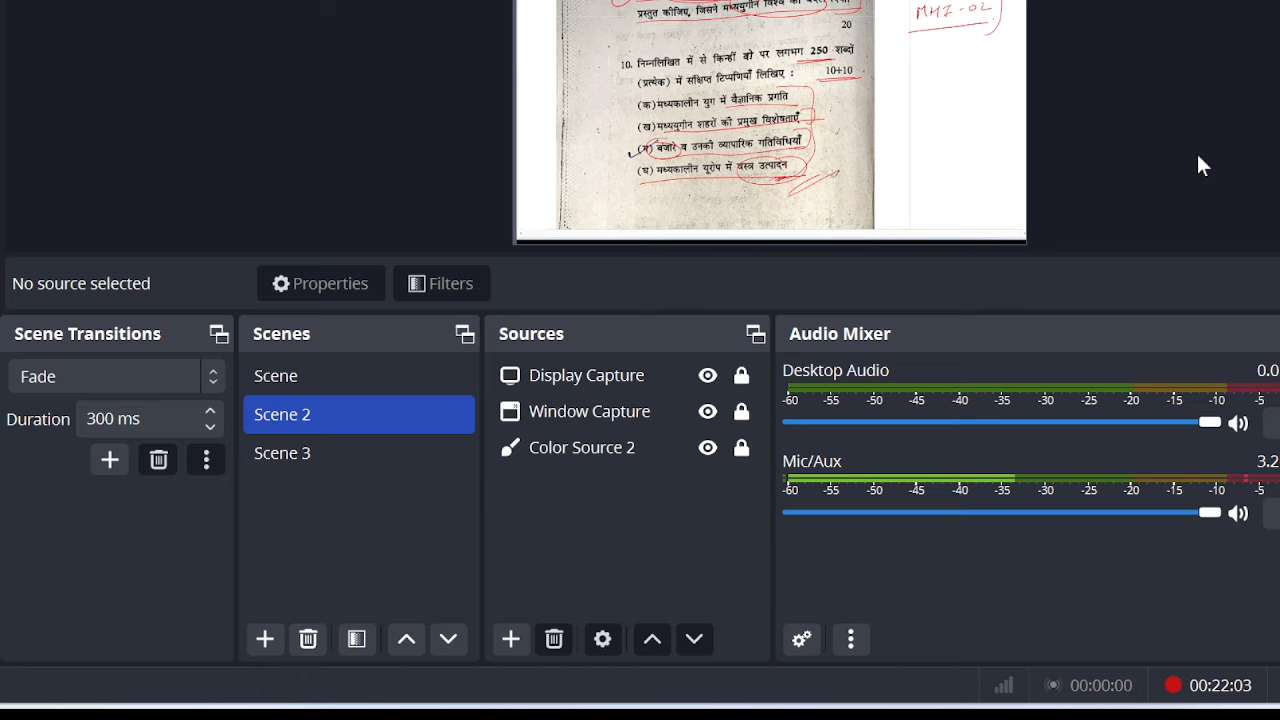 प्रस्तुत कीजिए, जिसने मध्ययुगीन विश्व को
MHI-02
20
10. निम्नलिखित में से किन्हीं दो पर लगभग 250 शब्दों
(प्रत्येक) में संक्षिप्त टिप्पणियाँ लिखिए : 10+10
(क) मध्यकालीन युग में वैज्ञानिक प्रगति
(ख) मध्ययुगीन शहरों की प्रमुख विशेषताएँ
(ग) बंजारे व उनकी व्यापारिक गतिविधियाँ
(घ) मध्यकालीन यूरोप में वस्त्र उत्पादन
No source selected
Properties
Filters
Scene Transitions
Fade
Duration 300 ms
Scenes
Scene
Scene 2
Scene 3
Sources
Display Capture
Window Capture
Color Source 2
Audio Mixer
Desktop Audio 0.0
-60 -55 -50 -45 -40 -35 -30 -25 -20 -15 -10 -5
Mic/Aux 3.2
-60 -55 -50 -45 -40 -35 -30 -25 -20 -15 -10 -5
00:00:00
00:22:03